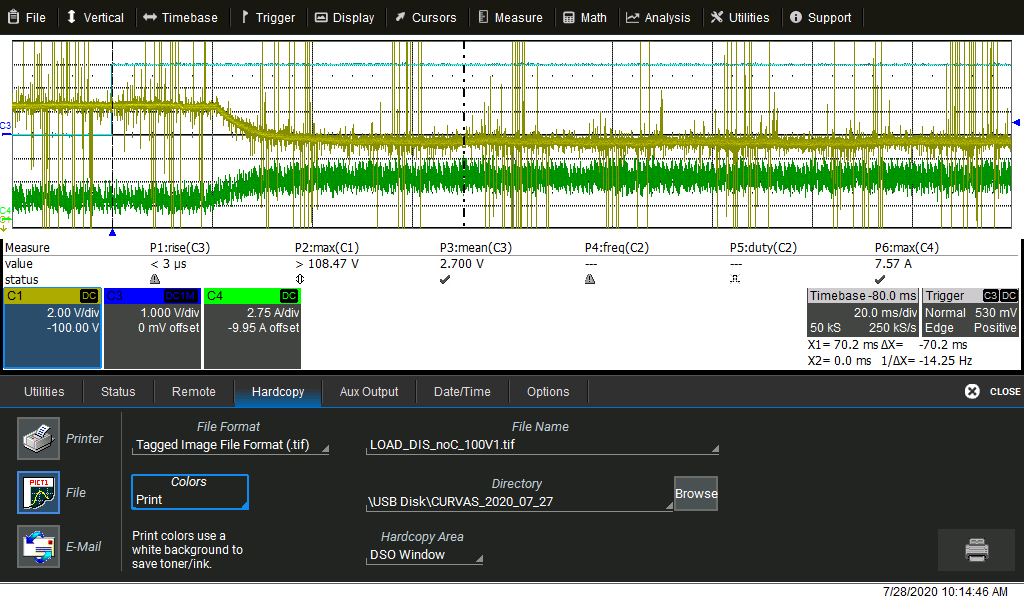 File Vertical Timebase Trigger Display Cursors Measure Math Analysis Utilities Support
C3
C4
Measure P1:rise(C3) P2:max(C1) P3:mean(C3) P4:freq(C2) P5:duty(C2) P6:max(C4)
value < 3 µs > 108.47 V 2.700 V --- --- 7.57 A
status
C1 DC C3 DC1M C4 DC Timebase -80.0 ms Trigger C3 DC
2.00 V/div 1.000 V/div 2.75 A/div 20.0 ms/div Normal 530 mV
-100.00 V 0 mV offset -9.95 A offset 50 kS 250 kS/s Edge Positive
X1= 70.2 ms ΔX= -70.2 ms
X2= 0.0 ms 1/ΔX= -14.25 Hz
Utilities Status Remote Hardcopy Aux Output Date/Time Options CLOSE
Printer
File
E-Mail
File Format
Tagged Image File Format (.tif)
File Name
LOAD_DIS_noC_100V1.tif
Colors
Print
Directory
\USB Disk\CURVAS_2020_07_27
Browse
Print colors use a
white background to
save toner/ink.
Hardcopy Area
DSO Window
PICT1
7/28/2020 10:14:46 AM